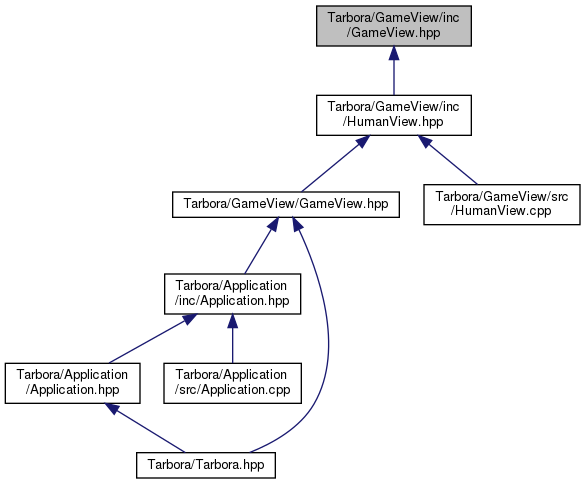 Tarbora/GameView/inc
/GameView.hpp
Tarbora/GameView/inc
/HumanView.hpp
Tarbora/GameView/GameView.hpp
Tarbora/GameView/src
/HumanView.cpp
Tarbora/Application
/inc/Application.hpp
Tarbora/Application
/Application.hpp
Tarbora/Application
/src/Application.cpp
Tarbora/Tarbora.hpp